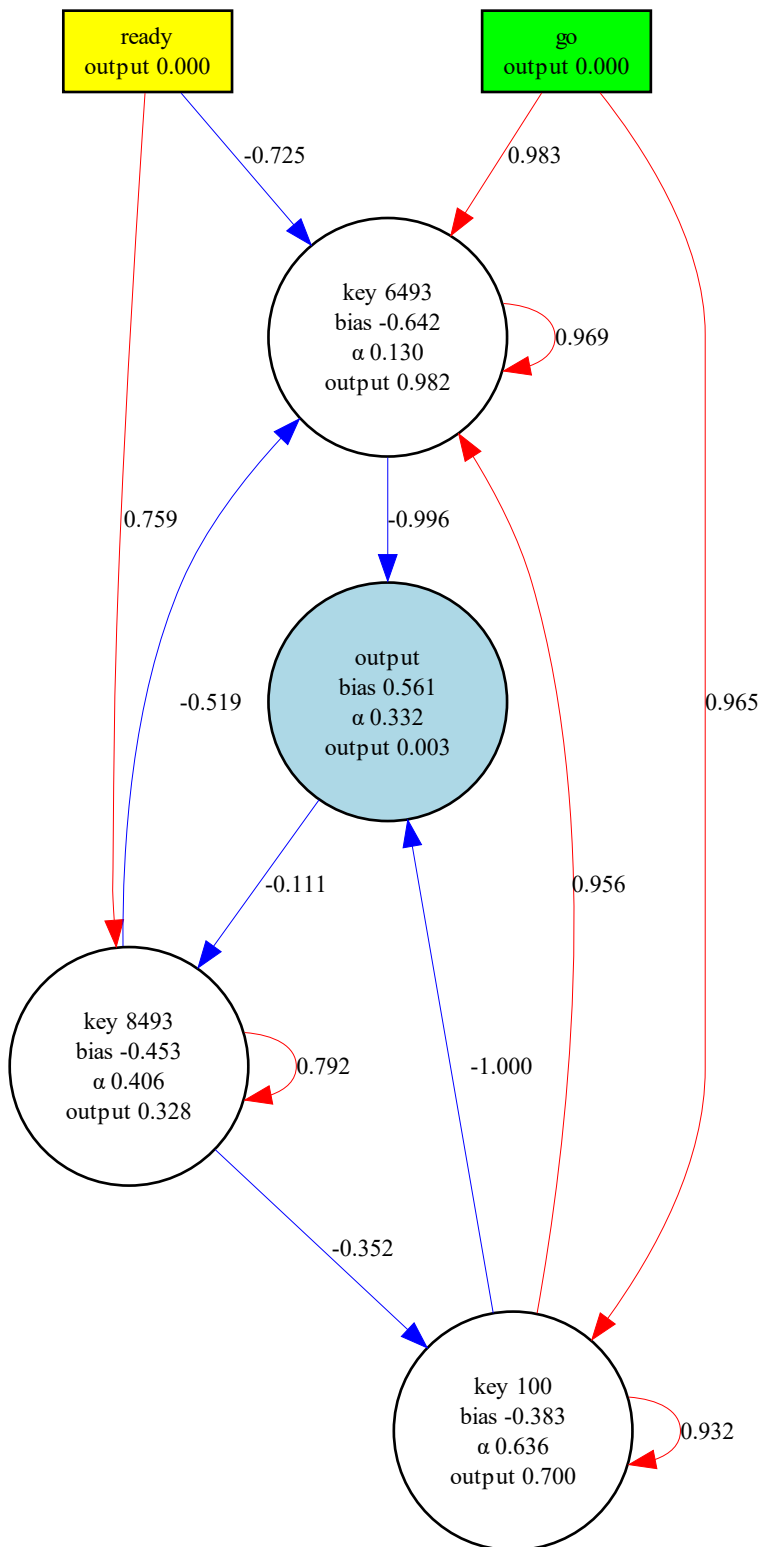 ready
output 0.000
go
output 0.000
-0.725
0.983
key 6493
bias -0.642
α 0.130
output 0.982
0.969
0.759
-0.996
output
bias 0.561
α 0.332
output 0.003
-0.519
0.965
-0.111
0.956
key 8493
bias -0.453
α 0.406
output 0.328
0.792
-1.000
-0.352
key 100
bias -0.383
α 0.636
output 0.700
0.932